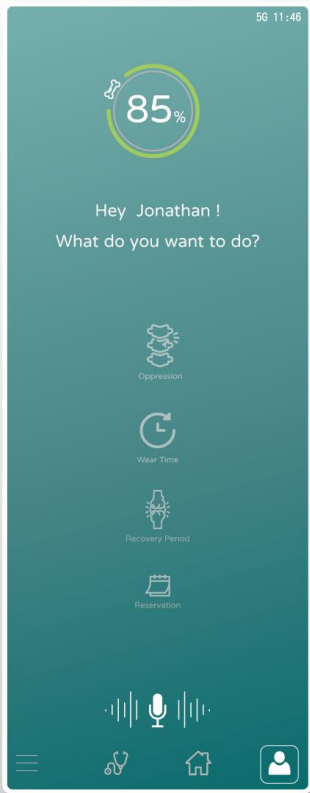 5G 11:46
85%
Hey Jonathan !
What do you want to do?
Oppression
Wear Time
Recovery Period
Reservation